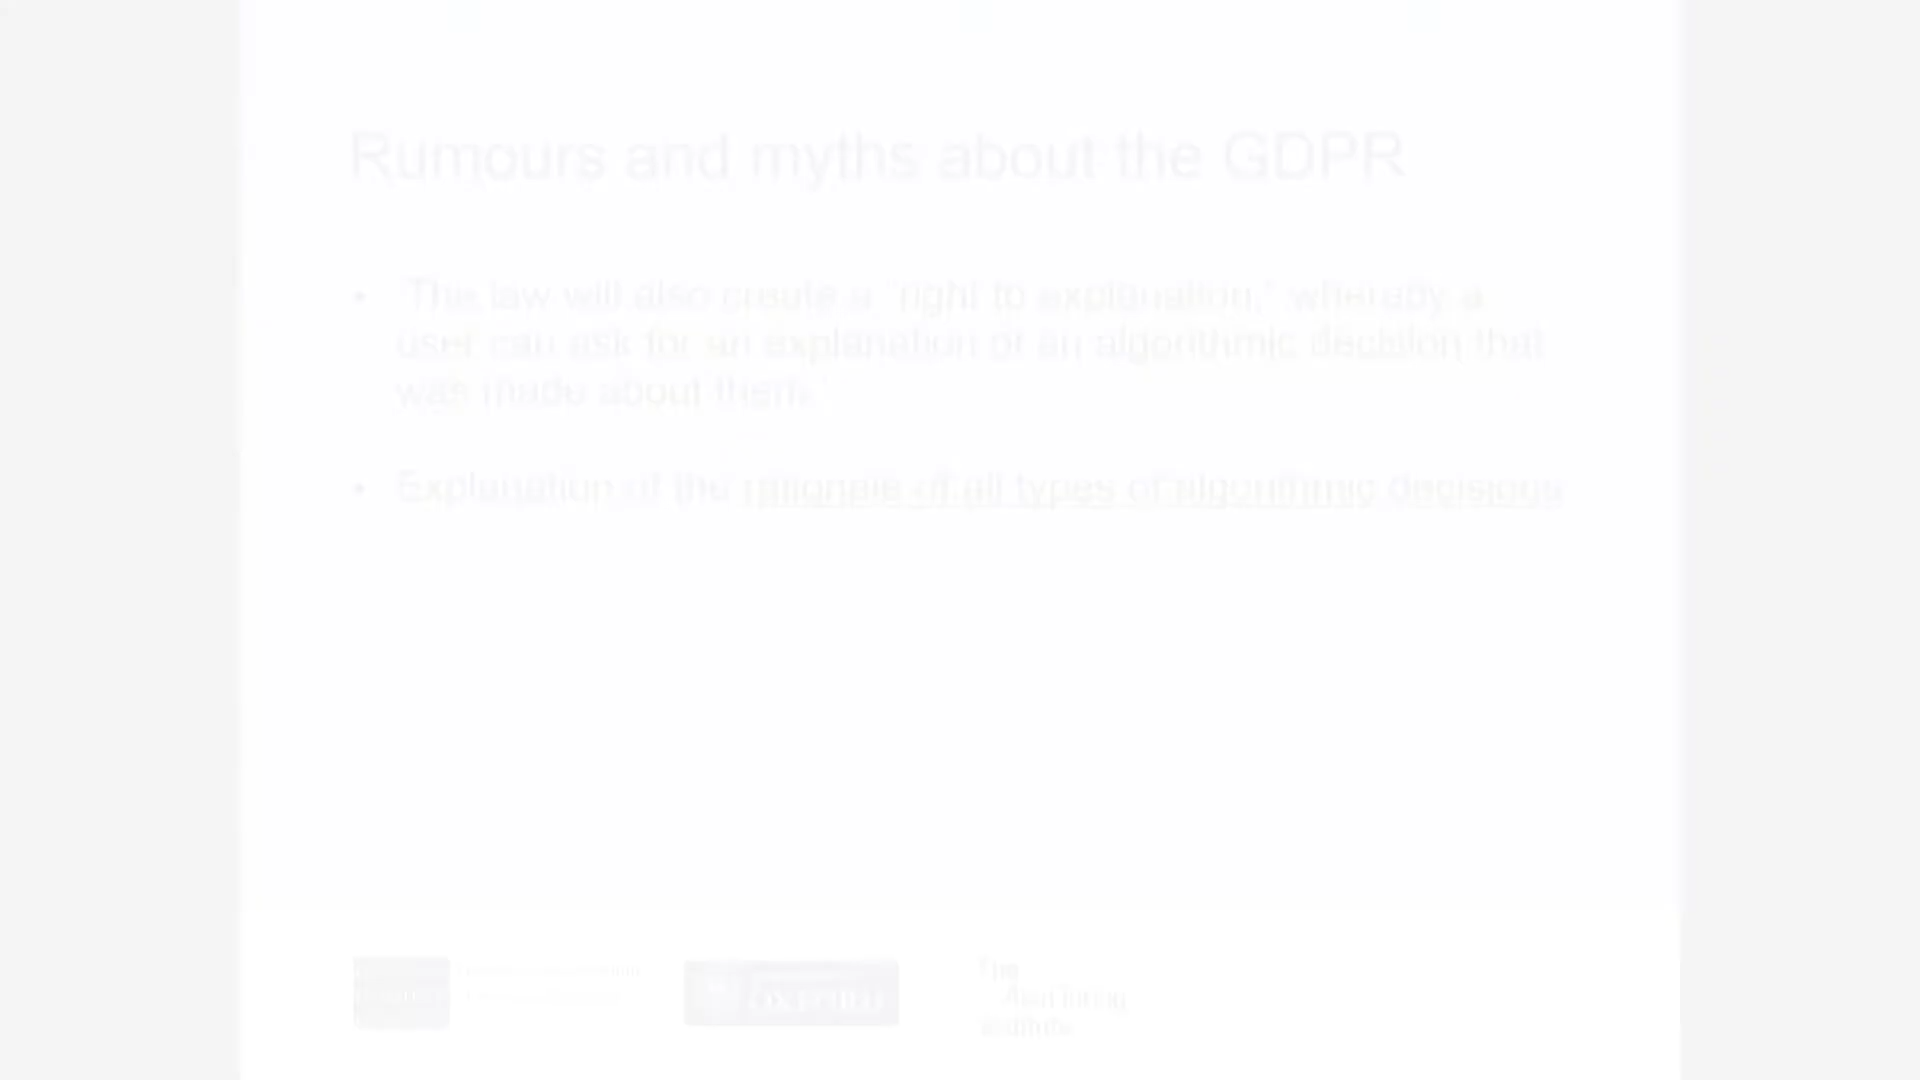 Rumours and myths about the GDPR
• 'The law will also create a 'right to explanation,' whereby a
user can ask for an explanation of an algorithmic decision that
was made about them.'
• Explanation of the rationale of all types of algorithmic decisions
The
Alan Turing
Institute